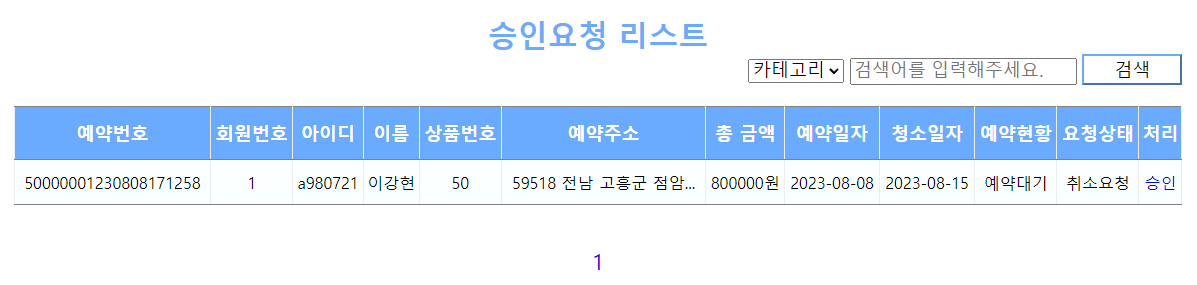 승인요청 리스트
카테고리 검색어를 입력해주세요. 검색
예약번호 회원번호 아이디 이름 상품번호 예약주소 총 금액 예약일자 청소일자 예약현황 요청상태 처리
50000001230808171258 1 a980721 이강현 50 59518 전남 고흥군 점암... 800000원 2023-08-08 2023-08-15 예약대기 취소요청 승인
1